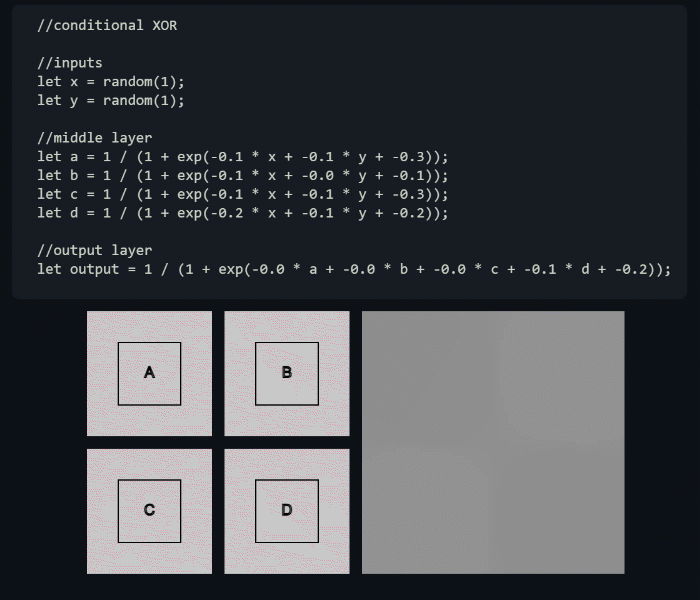 //conditional XOR
//inputs
let x = random(1);
let y = random(1);
//middle layer
let a = 1 / (1 + exp(-0.1 * x + -0.1 * y + -0.3));
let b = 1 / (1 + exp(-0.1 * x + -0.0 * y + -0.1));
let c = 1 / (1 + exp(-0.1 * x + -0.1 * y + -0.3));
let d = 1 / (1 + exp(-0.2 * x + -0.1 * y + -0.2));
//output layer
let output = 1 / (1 + exp(-0.0 * a + -0.0 * b + -0.0 * c + -0.1 * d + -0.2));
A
B
C
D